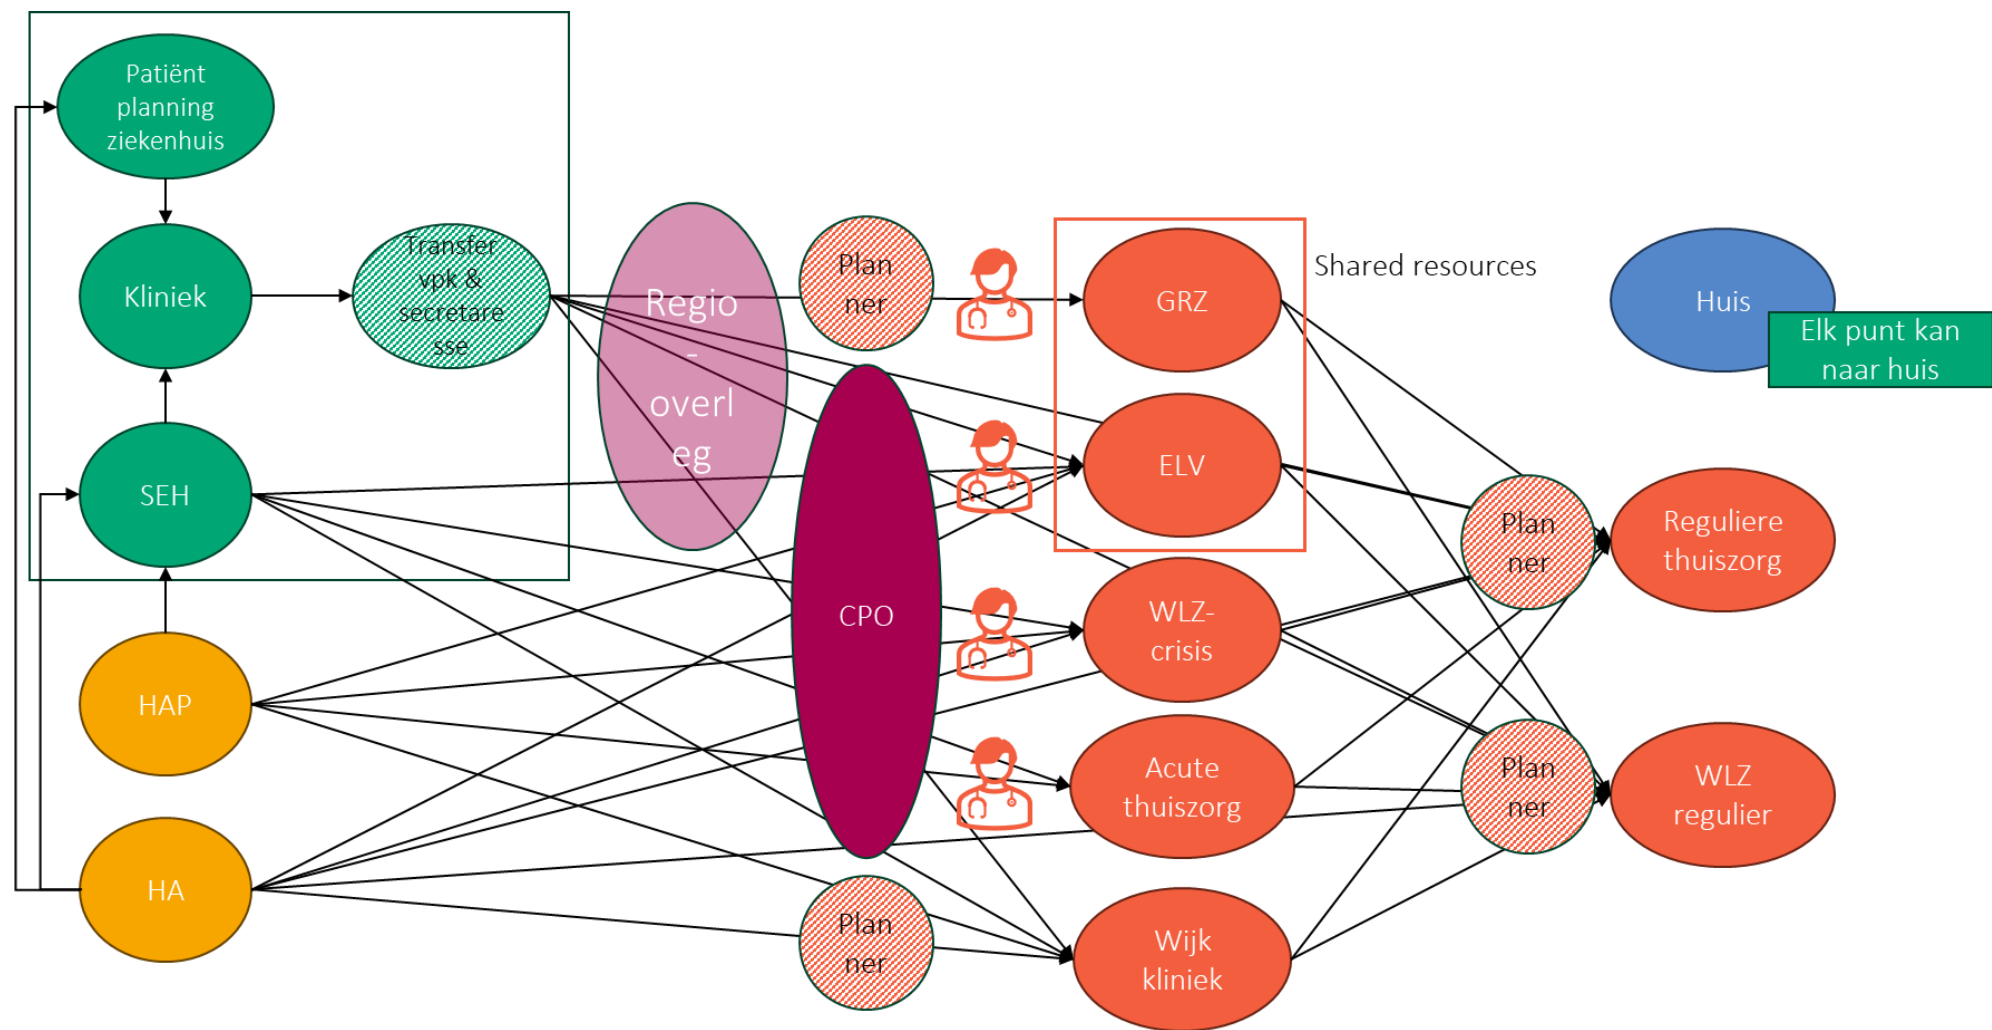 Patiënt
planning
ziekenhuis
Kliniek
Transfer
vpk &
secretare
sse
SEH
HAP
HA
Regio
-
overl
eg
Plan
ner
CPO
Plan
ner
GRZ
ELV
Shared resources
WLZ-
crisis
Acute
thuiszorg
Wijk
kliniek
Plan
ner
Plan
ner
Huis
Elk punt kan
naar huis
Reguliere
thuiszorg
WLZ
regulier